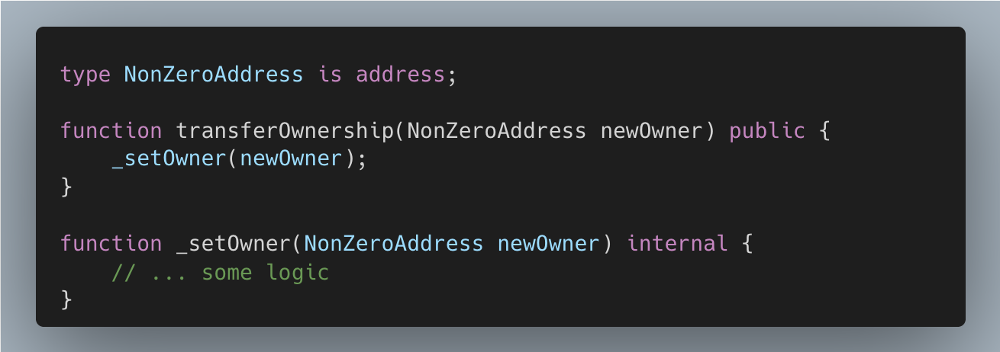 type NonZeroAddress is address;
function transferOwnership(NonZeroAddress newOwner) public {
    _setOwner(newOwner);
}
function _setOwner(NonZeroAddress newOwner) internal {
    // ... some logic
}